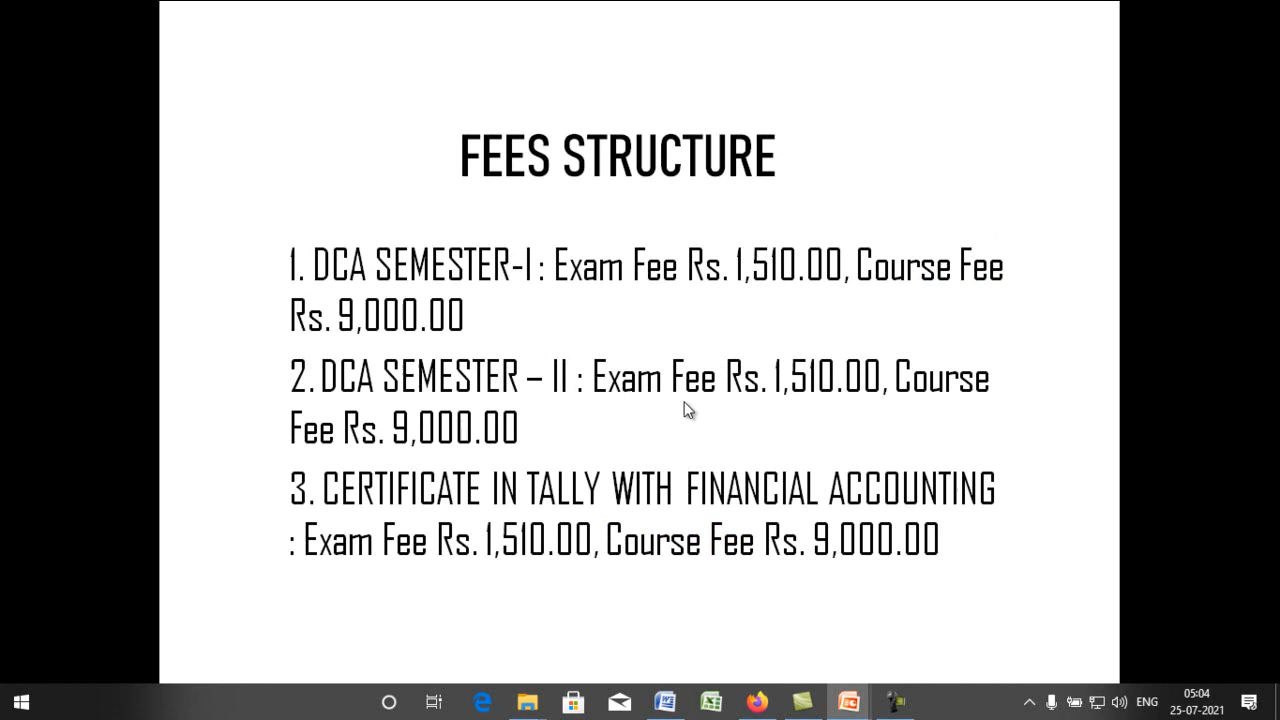 FEES STRUCTURE
1. DCA SEMESTER-I : Exam Fee Rs. 1,510.00, Course Fee
Rs. 9,000.00
2. DCA SEMESTER – II : Exam Fee Rs. 1,510.00, Course
Fee Rs. 9,000.00
3. CERTIFICATE IN TALLY WITH FINANCIAL ACCOUNTING
: Exam Fee Rs. 1,510.00, Course Fee Rs. 9,000.00
ENG
05:04
25-07-2021